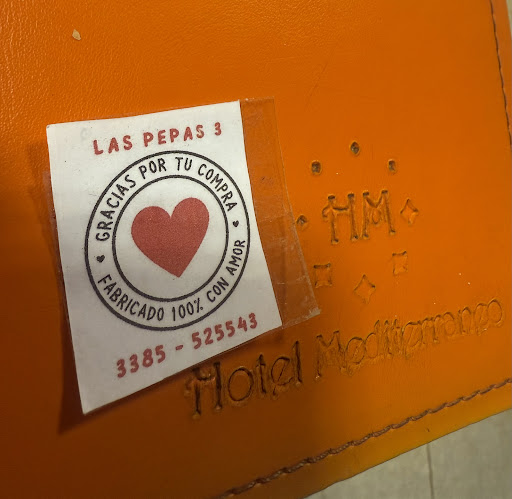 LAS PEPAS 3
GRACIAS POR TU COMPRA
FABRICADO 100% CON AMOR
3385 - 525543
HM
Hotel Mediterraneo